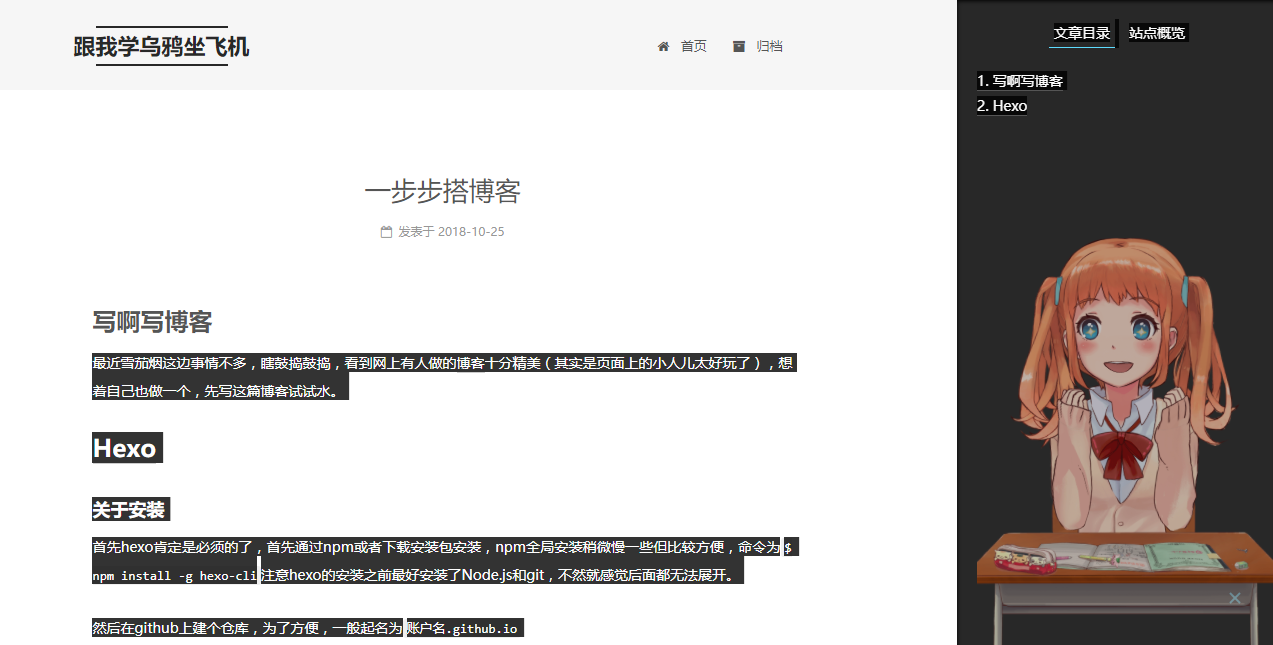 跟我学乌鸦坐飞机
首页 归档
文章目录 站点概览
1. 写啊写博客
2. Hexo
一步步搭博客
发表于 2018-10-25
写啊写博客
最近雪茄烟这边事情不多，瞎鼓捣鼓捣，看到网上有人做的博客十分精美（其实是页面上的小人儿太好玩了），想
着自己也做一个，先写这篇博客试试水。
Hexo
关于安装
首先hexo肯定是必须的了，首先通过npm或者下载安装包安装，npm全局安装稍微慢一些但比较方便，命令为 $
npm install -g hexo-cli 注意hexo的安装之前最好安装了Node.js和git，不然就感觉后面都无法展开。
然后在github上建个仓库，为了方便，一般起名为 账户名.github.io